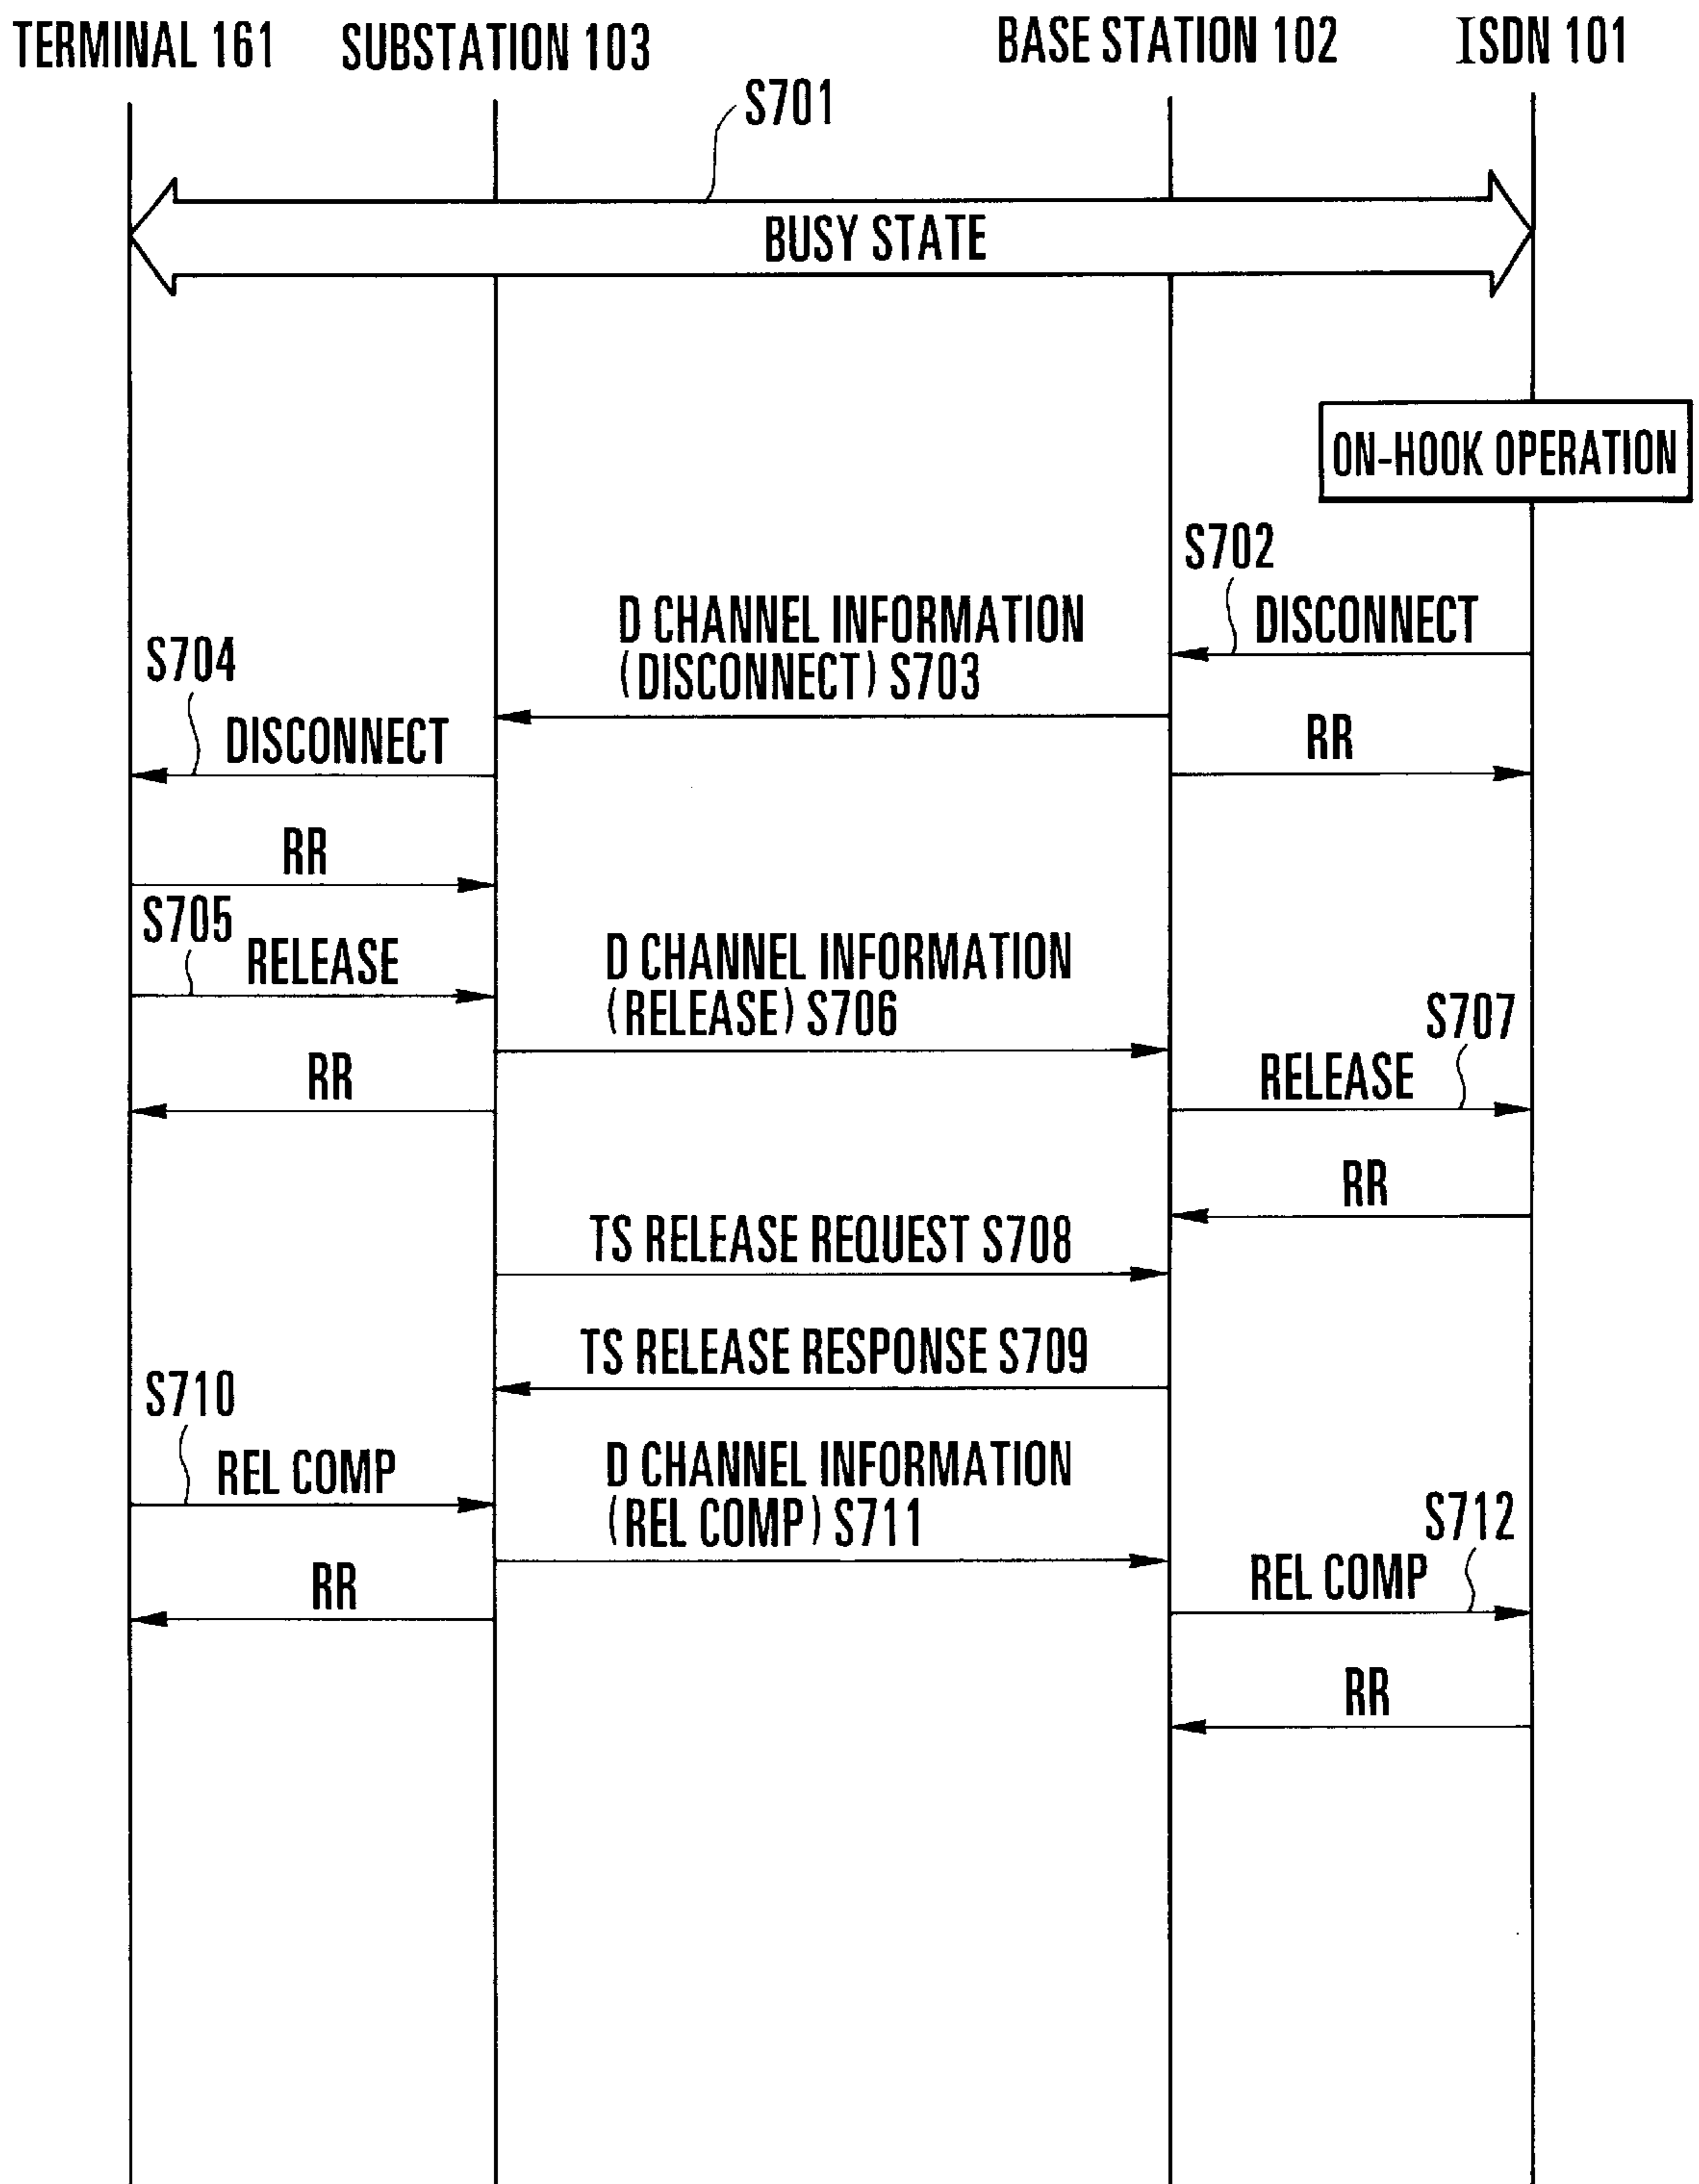 TERMINAL 161
SUBSTATION 103
BASE STATION 102
ISDN 101
S701
BUSY STATE
ON-HOOK OPERATION
S702
DISCONNECT
D CHANNEL INFORMATION
(DISCONNECT) S703
S704
DISCONNECT
RR
RR
S705
RELEASE
D CHANNEL INFORMATION
(RELEASE) S706
S707
RELEASE
RR
RR
TS RELEASE REQUEST S708
TS RELEASE RESPONSE S709
S710
REL COMP
D CHANNEL INFORMATION
(REL COMP) S711
S712
REL COMP
RR
RR